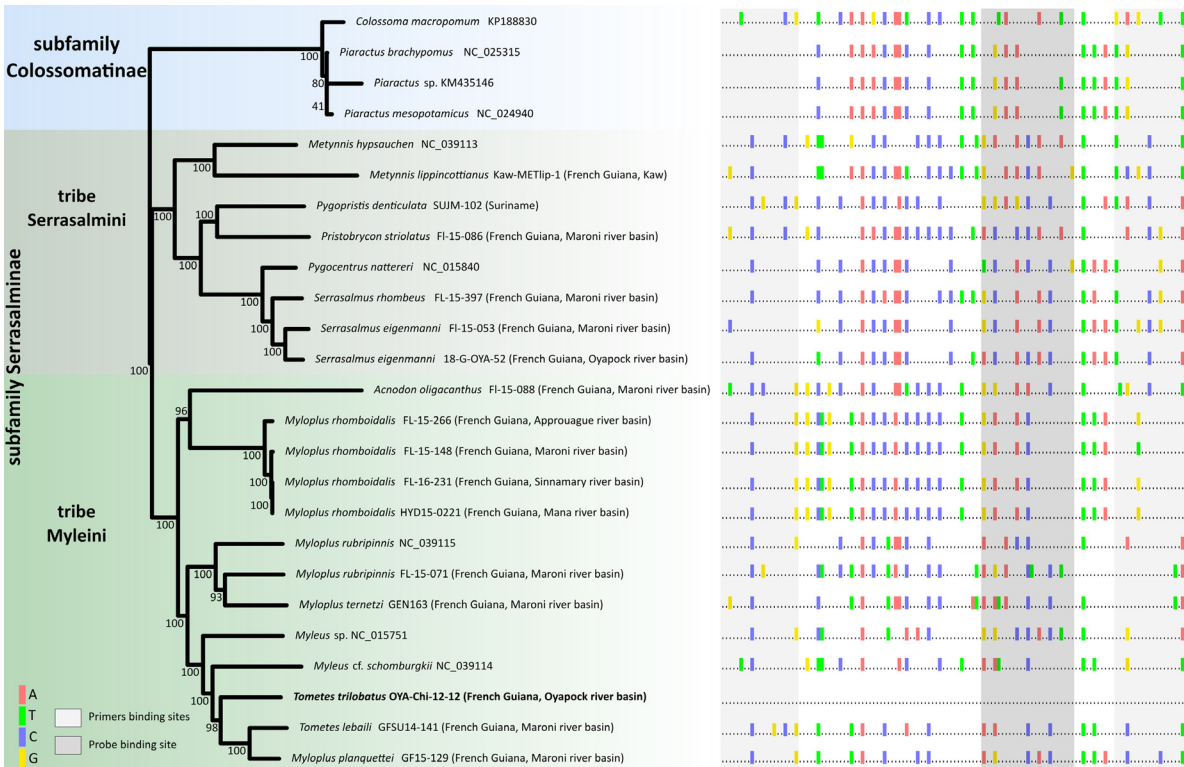 subfamily
Colossomatinae
Colossoma macropomum KP188830
Piaractus brachypomus NC_025315
Piaractus sp. KM435146
Piaractus mesopotamicus NC_024940
100
80
41
subfamily Serrasalminae
tribe
Serrasalmini
Metynnis hypsauchen NC_039113
Metynnis lippincottianus Kaw-METlip-1 (French Guiana, Kaw)
Pygopristis denticulata SUJM-102 (Suriname)
Pristobrycon striolatus FI-15-086 (French Guiana, Maroni river basin)
Pygocentrus nattereri NC_015840
Serrasalmus rhombeus FL-15-397 (French Guiana, Maroni river basin)
Serrasalmus eigenmanni FI-15-053 (French Guiana, Maroni river basin)
Serrasalmus eigenmanni 18-G-OYA-52 (French Guiana, Oyapock river basin)
100
100
100
100
100
100
100
100
tribe
Myleini
Acnodon oligacanthus FI-15-088 (French Guiana, Maroni river basin)
Myloplus rhomboidalis FL-15-266 (French Guiana, Approuague river basin)
Myloplus rhomboidalis FL-15-148 (French Guiana, Maroni river basin)
Myloplus rhomboidalis FL-16-231 (French Guiana, Sinnamary river basin)
Myloplus rhomboidalis HYD15-0221 (French Guiana, Mana river basin)
Myloplus rubripinnis NC_039115
Myloplus rubripinnis FL-15-071 (French Guiana, Maroni river basin)
Myloplus ternetzi GEN163 (French Guiana, Maroni river basin)
Myleus sp. NC_015751
Myleus cf. schomburgkii NC_039114
Tometes trilobatus OYA-Chi-12-12 (French Guiana, Oyapock river basin)
Tometes lebaili GFSU14-141 (French Guiana, Maroni river basin)
Myloplus planquettei GF15-129 (French Guiana, Maroni river basin)
96
100
100
100
100
100
93
100
100
98
100
A
T
C
G
Primers binding sites
Probe binding site